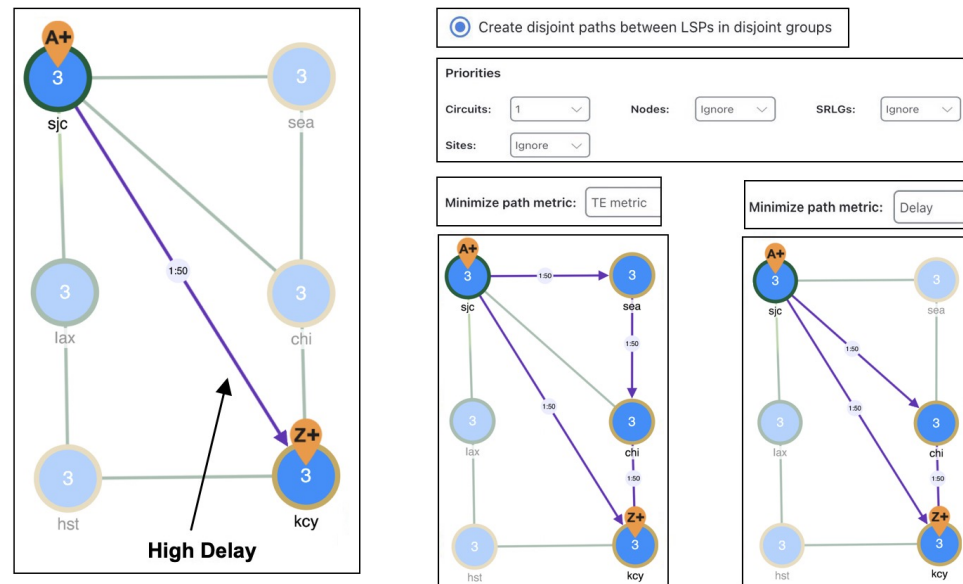 A+
3
sjc
3
sea
1:50
3
lax
3
chi
Z+
3
hst
3
kcy
High Delay
Create disjoint paths between LSPs in disjoint groups
Priorities
Circuits: 1 Nodes: Ignore SRLGs: Ignore
Sites: Ignore
Minimize path metric: TE metric
A+
3
sjc
1:50
3
sea
1:50
1:50
3
lax
3
chi
1:50
Z+
3
hst
3
kcy
Minimize path metric: Delay
A+
3
sjc
3
sea
1:50
1:50
3
lax
3
chi
1:50
Z+
3
hst
3
kcy